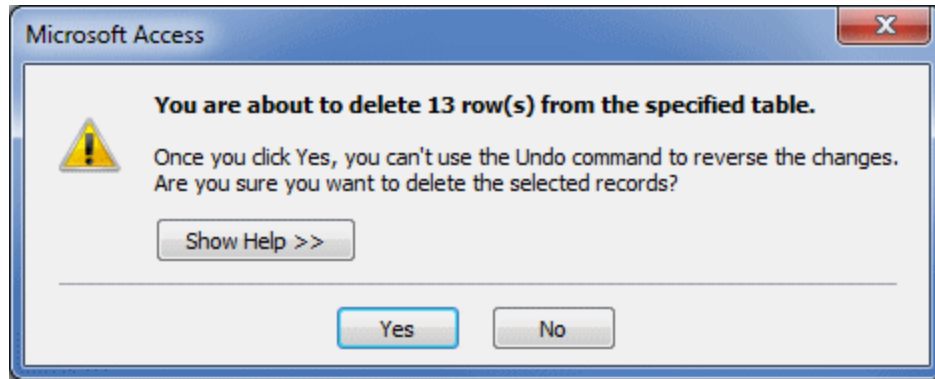 Microsoft Access
You are about to delete 13 row(s) from the specified table.
Once you click Yes, you can't use the Undo command to reverse the changes.
Are you sure you want to delete the selected records?
Show Help >>
Yes No